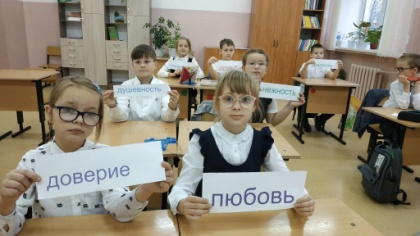 душевность
нежность
доверие
любовь